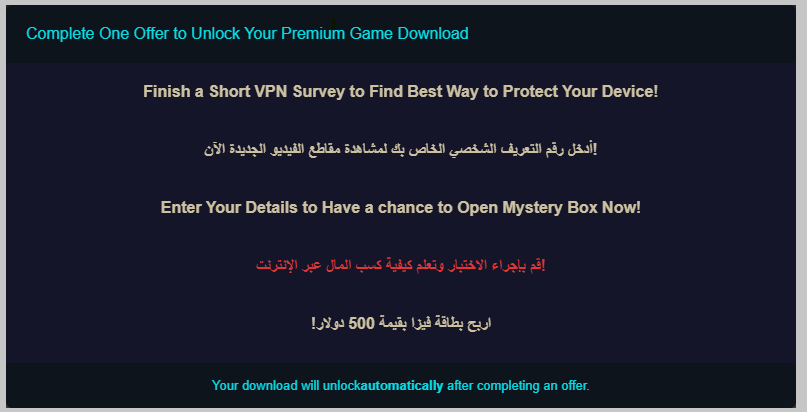 Complete One Offer to Unlock Your Premium Game Download
Finish a Short VPN Survey to Find Best Way to Protect Your Device!
أدخل رقم التعريف الشخصي الخاص بك لمشاهدة مقاطع الفيديو الجديدة الآن!
Enter Your Details to Have a chance to Open Mystery Box Now!
قم بإجراء الاختبار وتعلم كيفية كسب المال عبر الإنترنت!
اربح بطاقة فيزا بقيمة 500 دولار!
Your download will unlockautomatically after completing an offer.